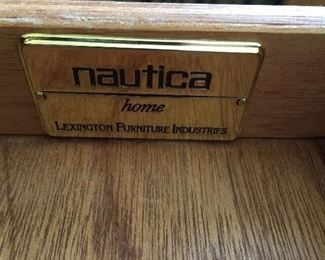 nautica
home
LEXINGTON FURNITURE INDUSTRIES